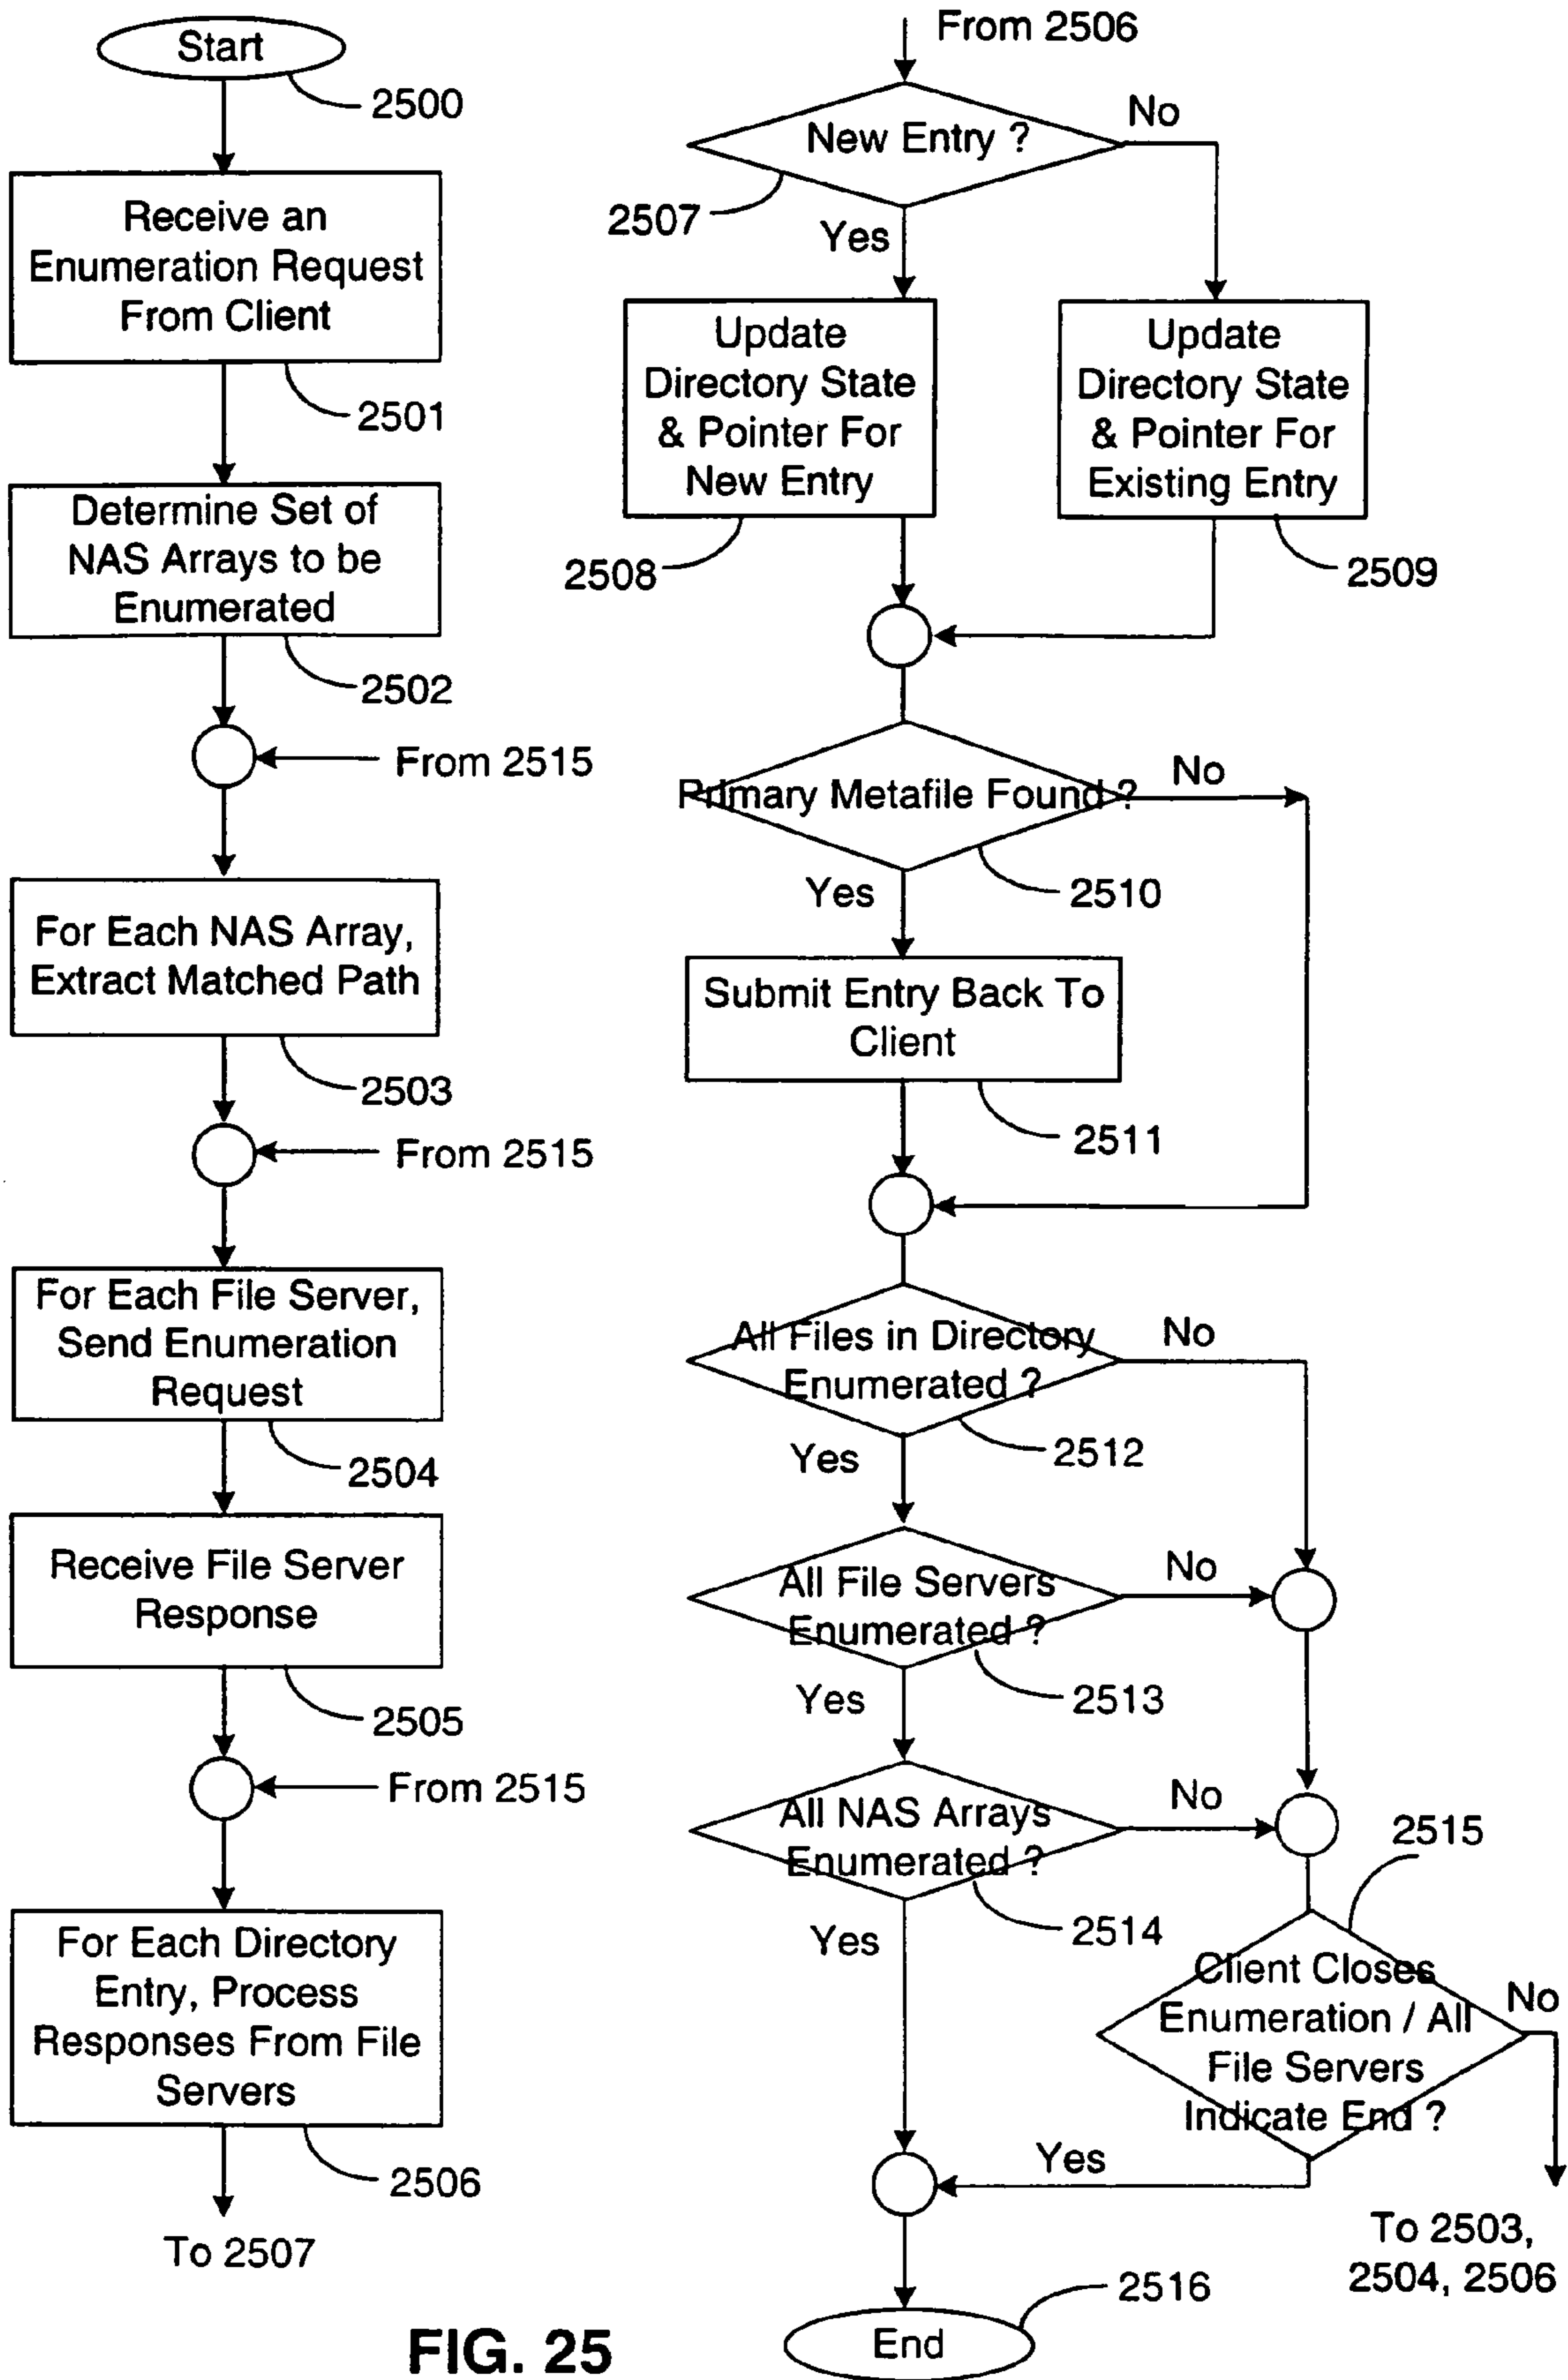 Start
2500
Receive an
Enumeration Request
From Client
2501
Determine Set of
NAS Arrays to be
Enumerated
2502
From 2515
For Each NAS Array,
Extract Matched Path
2503
From 2515
For Each File Server,
Send Enumeration
Request
2504
Receive File Server
Response
2505
From 2515
For Each Directory
Entry, Process
Responses From File
Servers
2506
To 2507
From 2506
New Entry ?
No
2507
Yes
Update
Directory State
& Pointer For
New Entry
2508
Update
Directory State
& Pointer For
Existing Entry
2509
Primary Metafile Found ?
No
2510
Yes
Submit Entry Back To
Client
2511
All Files in Directory
Enumerated ?
No
2512
Yes
All File Servers
Enumerated ?
No
2513
Yes
All NAS Arrays
Enumerated ?
No
2514
Yes
2515
Client Closes
Enumeration / All
File Servers
Indicate End ?
No
Yes
To 2503,
2504, 2506
2516
End
FIG. 25